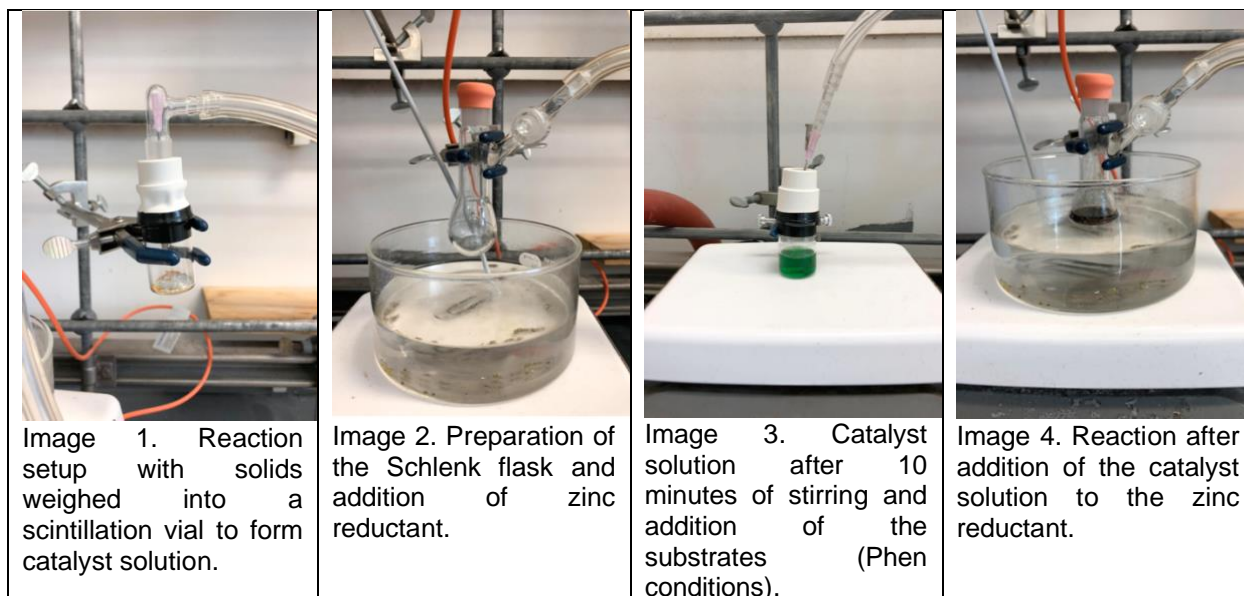 Image 1. Reaction
setup with solids
weighed into a
scintillation vial to form
catalyst solution.
Image 2. Preparation of
the Schlenk flask and
addition of zinc
reductant.
Image 3. Catalyst
solution after 10
minutes of stirring and
addition of the
substrates (Phen
conditions).
Image 4. Reaction after
addition of the catalyst
solution to the zinc
reductant.